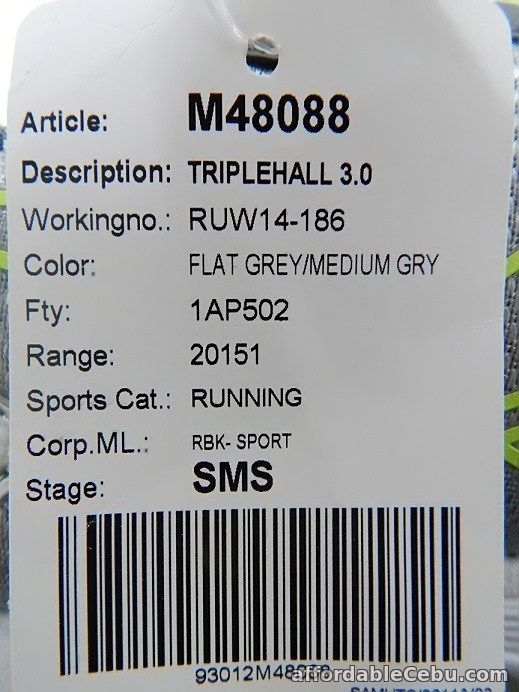 Article: M48088
Description: TRIPLEHALL 3.0
Workingno.: RUW14-186
Color: FLAT GREY/MEDIUM GRY
Fty: 1AP502
Range: 20151
Sports Cat.: RUNNING
Corp.ML.: RBK- SPORT
Stage: SMS
affordableCebu.com